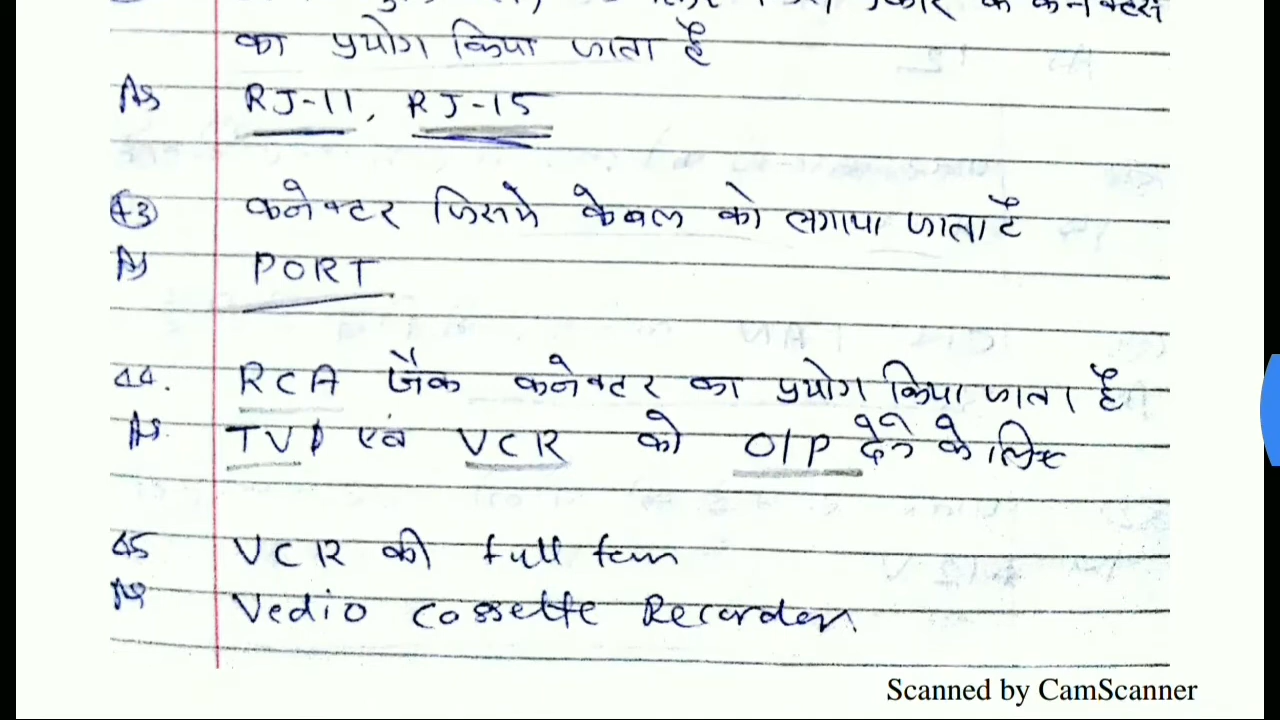 का प्रयोग किया जाता है
As RJ-11, RJ-15
43 कनेक्टर जिसमे केबल को लगाया जाता है
As PORT
44. RCA जैक कनेक्टर का प्रयोग किया जाता है
As. TV एवं VCR को O/P देने के लिए
45 VCR की full form
As Vedio Cossette Recorder.
Scanned by CamScanner